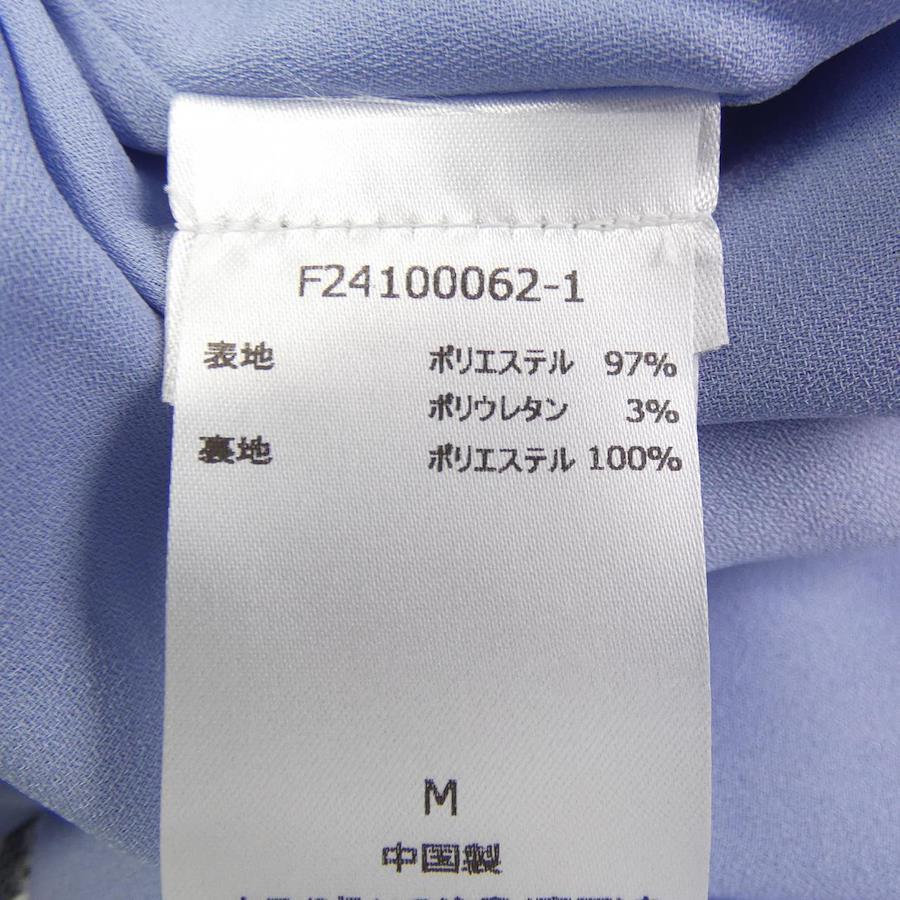 F24100062-1
表地 ポリエステル 97%
ポリウレタン 3%
裏地 ポリエステル 100%
M
中国製